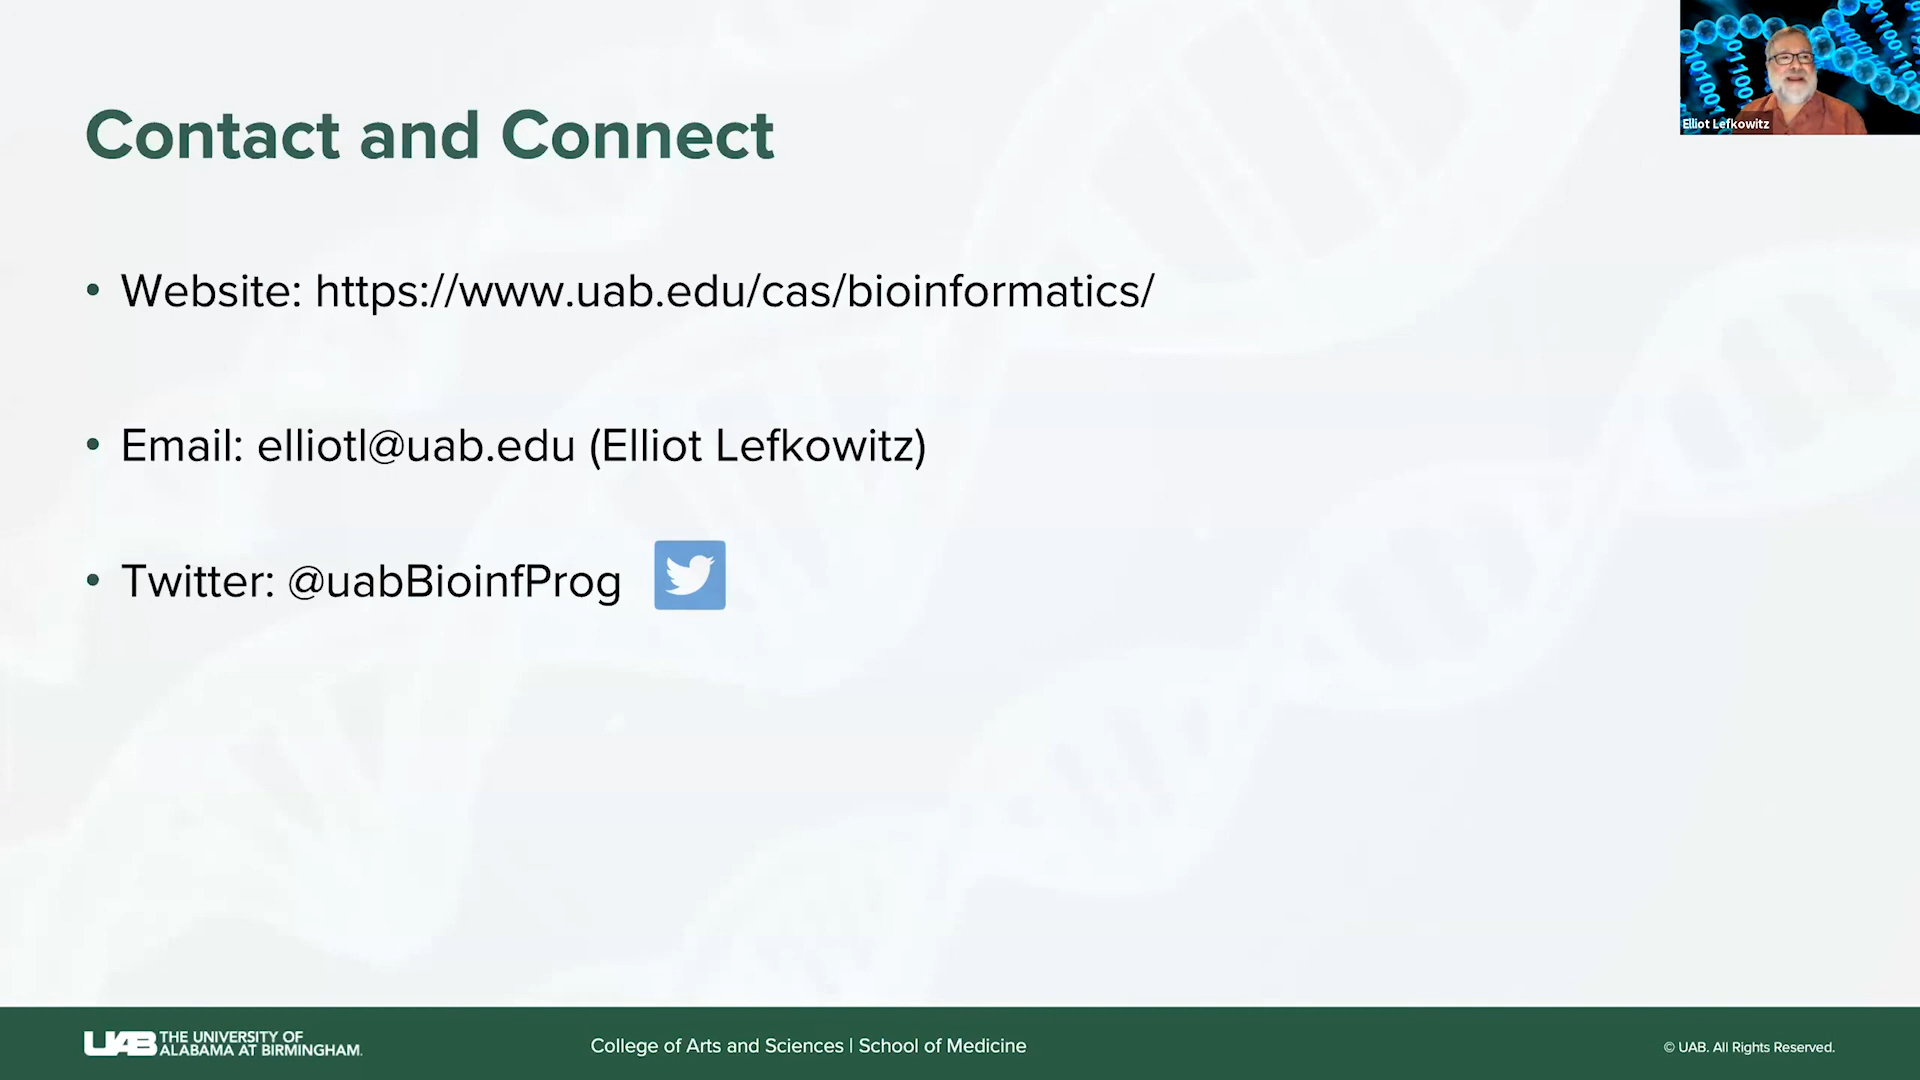 Contact and Connect
• Website: https://www.uab.edu/cas/bioinformatics/
• Email: elliotl@uab.edu (Elliot Lefkowitz)
• Twitter: @uabBioinfProg
Elliot Lefkowitz
UAB THE UNIVERSITY OF
ALABAMA AT BIRMINGHAM.
College of Arts and Sciences | School of Medicine
© UAB. All Rights Reserved.